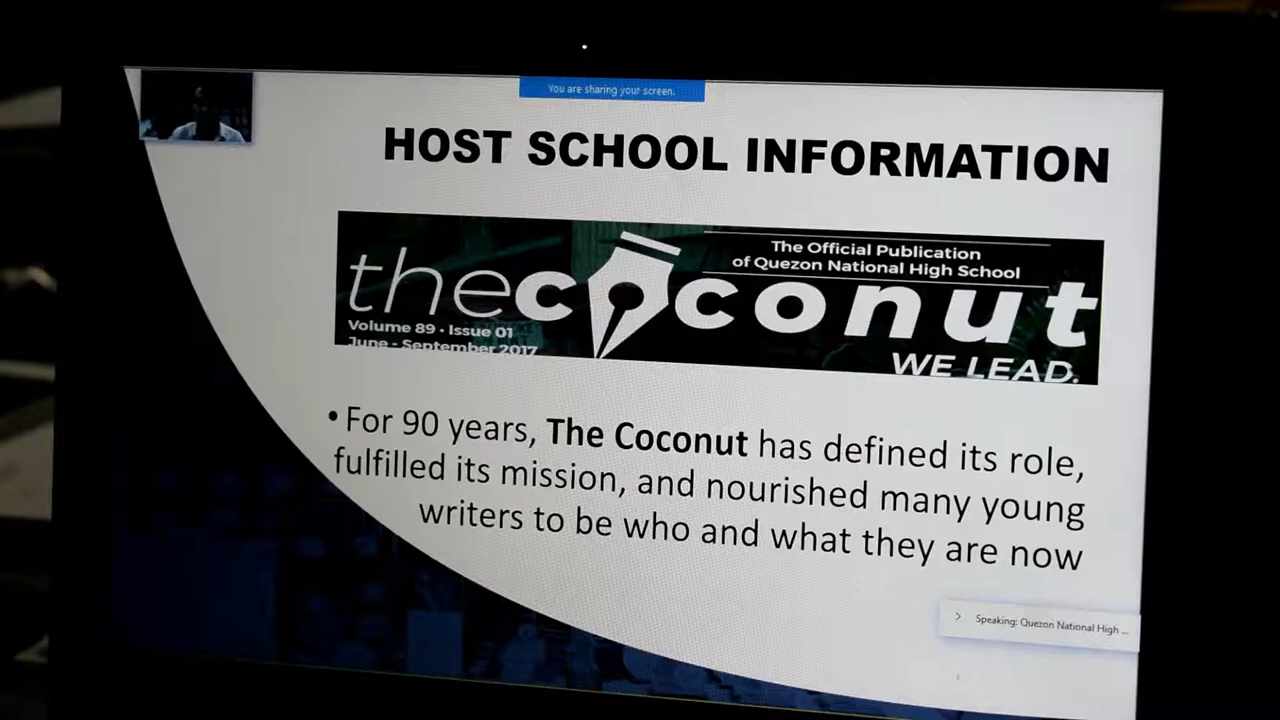 You are sharing your screen.
HOST SCHOOL INFORMATION
The Official Publication
of Quezon National High School
thecoconut
Volume 89 • Issue 01
June - September 2017
WE LEAD.
• For 90 years, The Coconut has defined its role,
fulfilled its mission, and nourished many young
writers to be who and what they are now
Speaking: Quezon National High ...